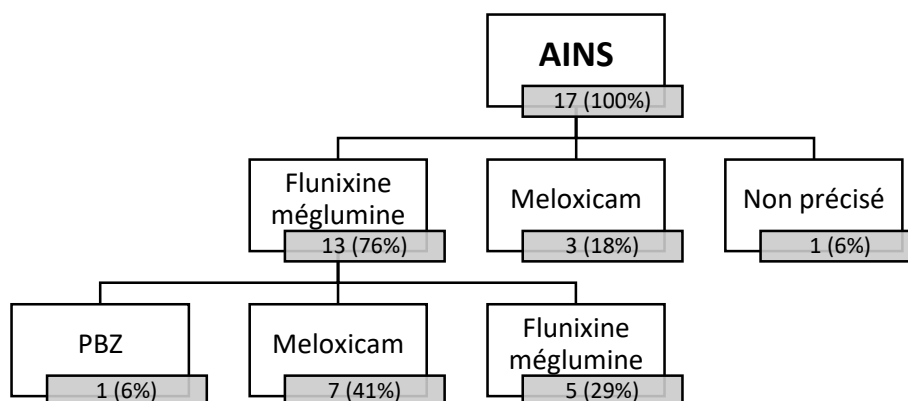 AINS
17 (100%)
Flunixine
méglumine
13 (76%)
Meloxicam
3 (18%)
Non précisé
1 (6%)
PBZ
1 (6%)
Meloxicam
7 (41%)
Flunixine
méglumine
5 (29%)